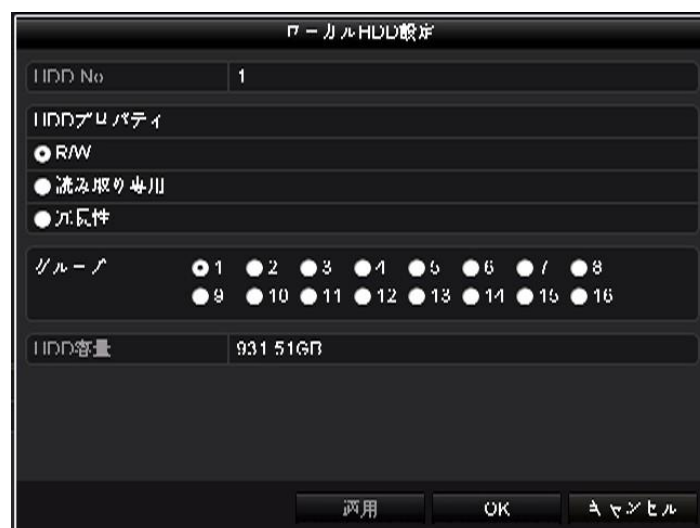 ローカルHDD設定
HDD No 1
HDDプロパティ
R/W
読み取り専用
冗長性
グループ 1 2 3 4 5 6 7 8
9 10 11 12 13 14 15 16
HDD容量 931.51GB
適用 OK キャンセル